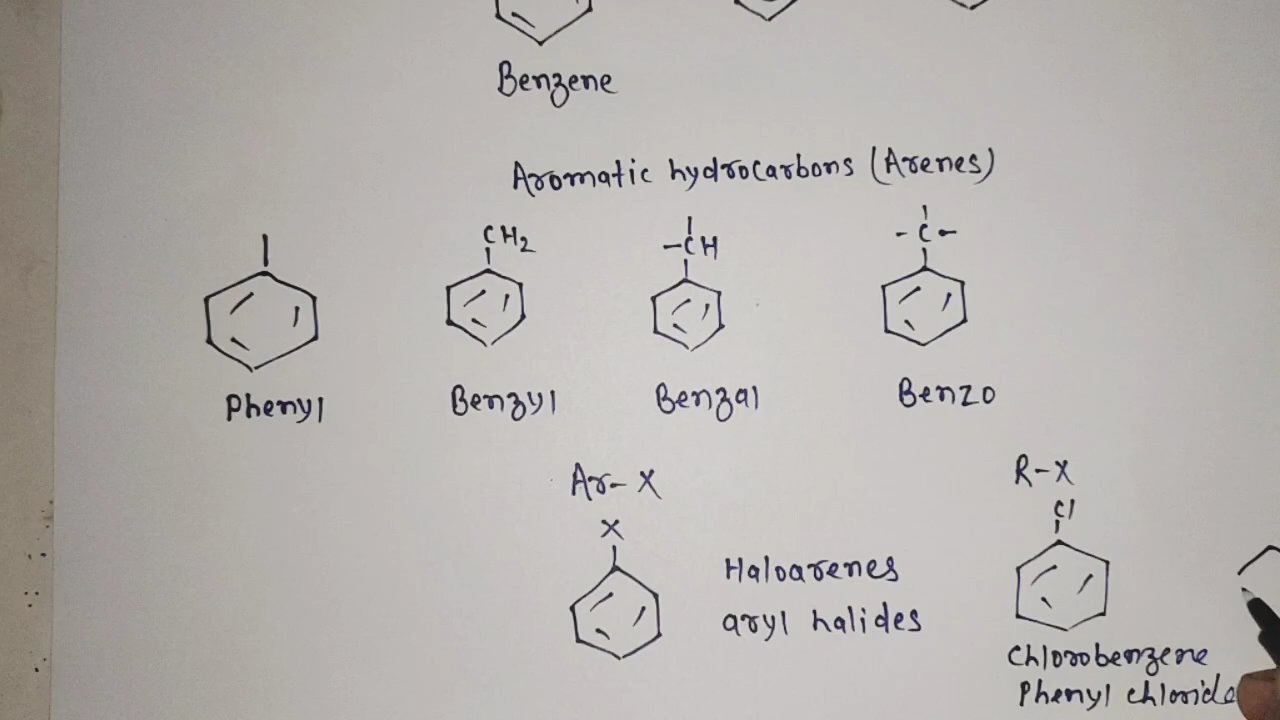 Benzene
Aromatic hydrocarbons (Arenes)
CH2
-CH
-C-
Phenyl
Benzyl
Benzal
Benzo
Ar-X
R-X
X
Cl
Haloarenes
aryl halides
Chlorobenzene
Phenyl chloride